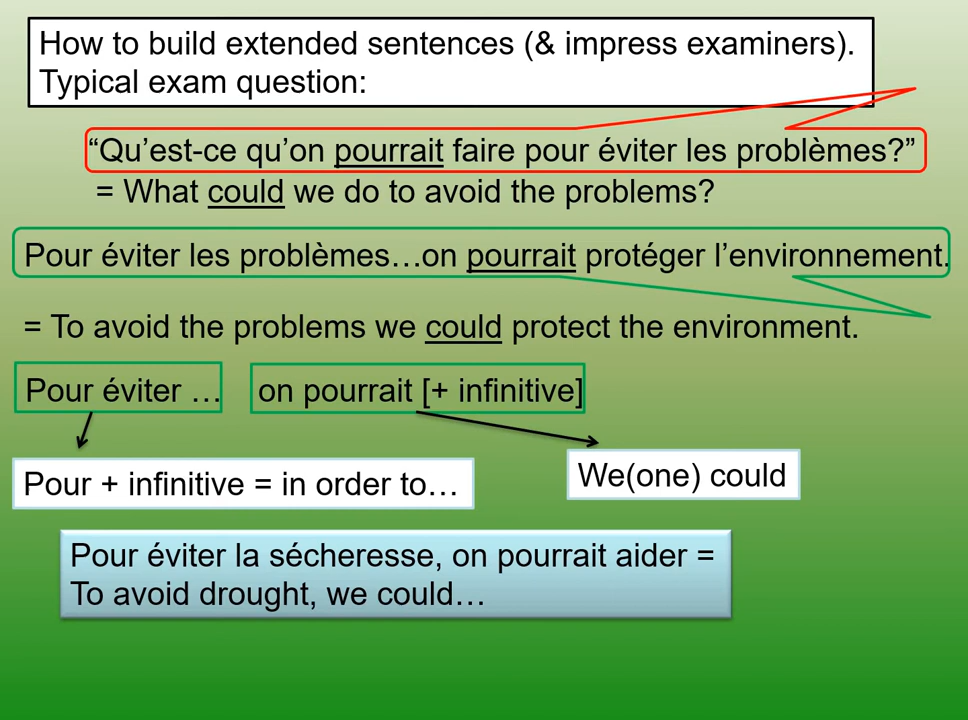 How to build extended sentences (& impress examiners).
Typical exam question:
“Qu’est-ce qu’on pourrait faire pour éviter les problèmes?”
= What could we do to avoid the problems?
Pour éviter les problèmes…on pourrait protéger l’environnement.
= To avoid the problems we could protect the environment.
Pour éviter …
on pourrait [+ infinitive]
Pour + infinitive = in order to…
We(one) could
Pour éviter la sécheresse, on pourrait aider =
To avoid drought, we could…